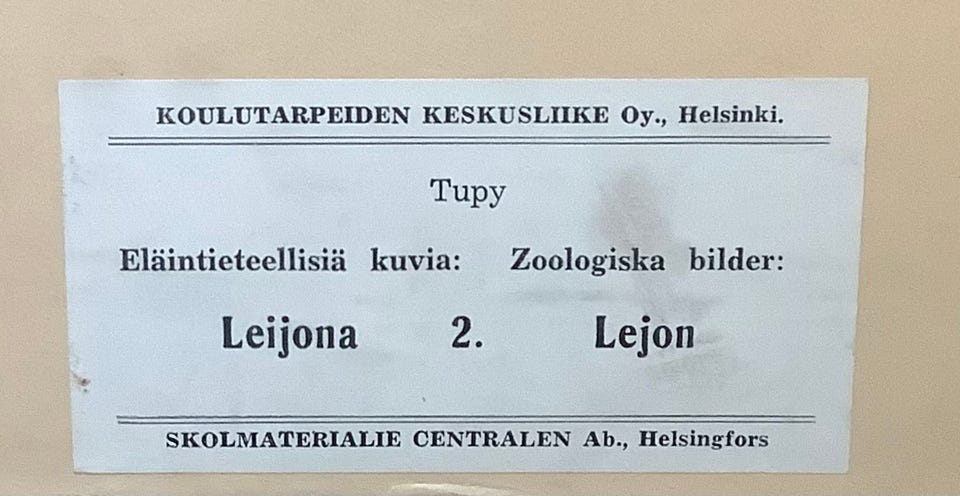 KOULUTARPEIDEN KESKUSLIIKE Oy., Helsinki.
Tupy
Eläintieteellisiä kuvia: Zoologiska bilder:
Leijona 2. Lejon
SKOLMATERIALIE CENTRALEN Ab., Helsingfors